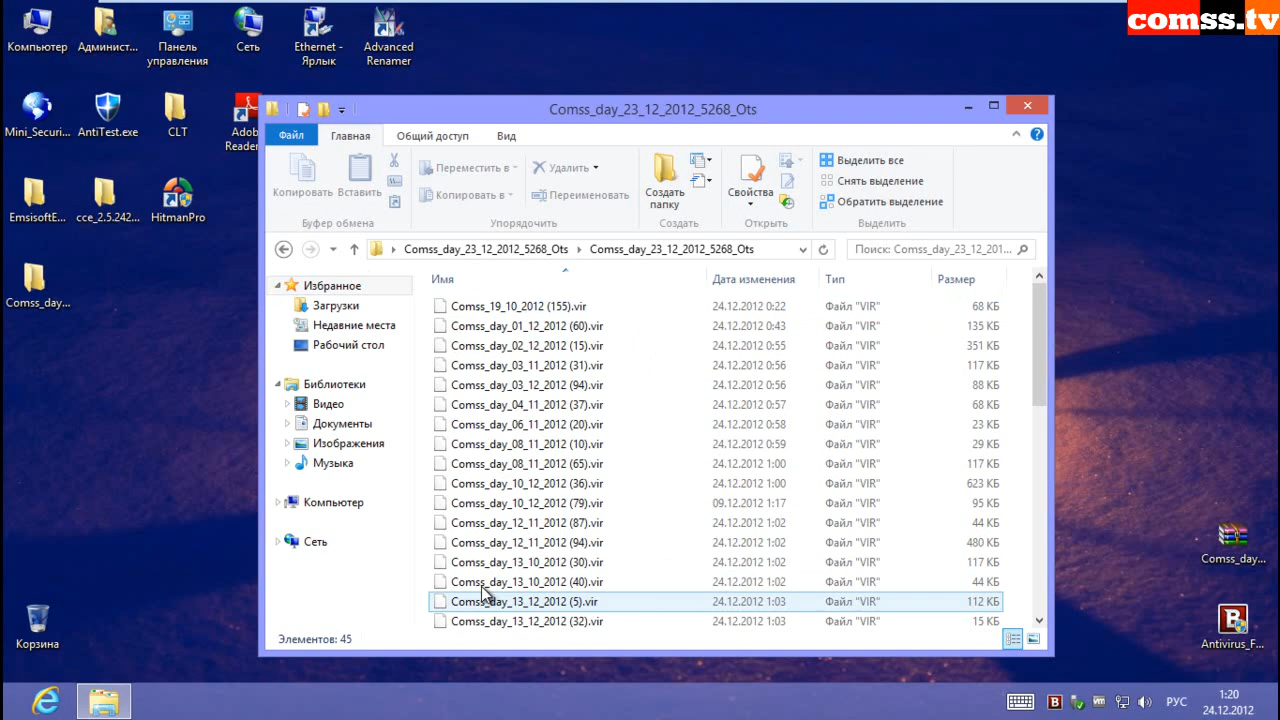 comss.tv
Компьютер
Админист...
Панель управления
Сеть
Ethernet - Ярлык
Advanced Renamer
Mini_Securi...
AntiTest.exe
CLT
Adob
Reader
EmsisoftE...
cce_2.5.242...
HitmanPro
Comss_day...
Корзина
Comss_day...
Antivirus_F...
Comss_day_23_12_2012_5268_Ots
Файл
Главная
Общий доступ
Вид
Копировать
Вставить
Буфер обмена
Переместить в
Копировать в
Удалить
Переименовать
Упорядочить
Создать папку
Создать
Свойства
Открыть
Выделить все
Снять выделение
Обратить выделение
Выделить
Comss_day_23_12_2012_5268_Ots
Comss_day_23_12_2012_5268_Ots
Поиск: Comss_day_23_12_201...
Избранное
Загрузки
Недавние места
Рабочий стол
Библиотеки
Видео
Документы
Изображения
Музыка
Компьютер
Сеть
Имя Дата изменения Тип Размер
Comss_19_10_2012 (155).vir 24.12.2012 0:22 Файл "VIR" 68 КБ
Comss_day_01_12_2012 (60).vir 24.12.2012 0:43 Файл "VIR" 135 КБ
Comss_day_02_12_2012 (15).vir 24.12.2012 0:55 Файл "VIR" 351 КБ
Comss_day_03_11_2012 (31).vir 24.12.2012 0:56 Файл "VIR" 117 КБ
Comss_day_03_12_2012 (94).vir 24.12.2012 0:56 Файл "VIR" 88 КБ
Comss_day_04_11_2012 (37).vir 24.12.2012 0:57 Файл "VIR" 68 КБ
Comss_day_06_11_2012 (20).vir 24.12.2012 0:58 Файл "VIR" 23 КБ
Comss_day_08_11_2012 (10).vir 24.12.2012 0:59 Файл "VIR" 29 КБ
Comss_day_08_11_2012 (65).vir 24.12.2012 1:00 Файл "VIR" 117 КБ
Comss_day_10_12_2012 (36).vir 24.12.2012 1:00 Файл "VIR" 623 КБ
Comss_day_10_12_2012 (79).vir 09.12.2012 1:17 Файл "VIR" 95 КБ
Comss_day_12_11_2012 (87).vir 24.12.2012 1:02 Файл "VIR" 44 КБ
Comss_day_12_11_2012 (94).vir 24.12.2012 1:02 Файл "VIR" 480 КБ
Comss_day_13_10_2012 (30).vir 24.12.2012 1:02 Файл "VIR" 117 КБ
Comss_day_13_10_2012 (40).vir 24.12.2012 1:02 Файл "VIR" 44 КБ
Comss_day_13_12_2012 (5).vir 24.12.2012 1:03 Файл "VIR" 112 КБ
Comss_day_13_12_2012 (32).vir 24.12.2012 1:03 Файл "VIR" 15 КБ
Элементов: 45
РУС
1:20
24.12.2012